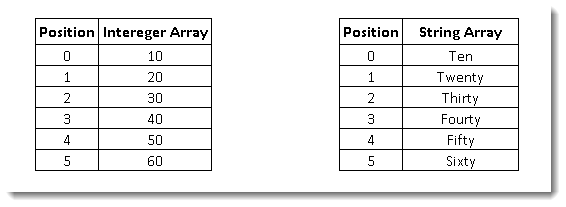 Position Intereger Array Position String Array
0 10 0 Ten
1 20 1 Twenty
2 30 2 Thirty
3 40 3 Fourty
4 50 4 Fifty
5 60 5 Sixty